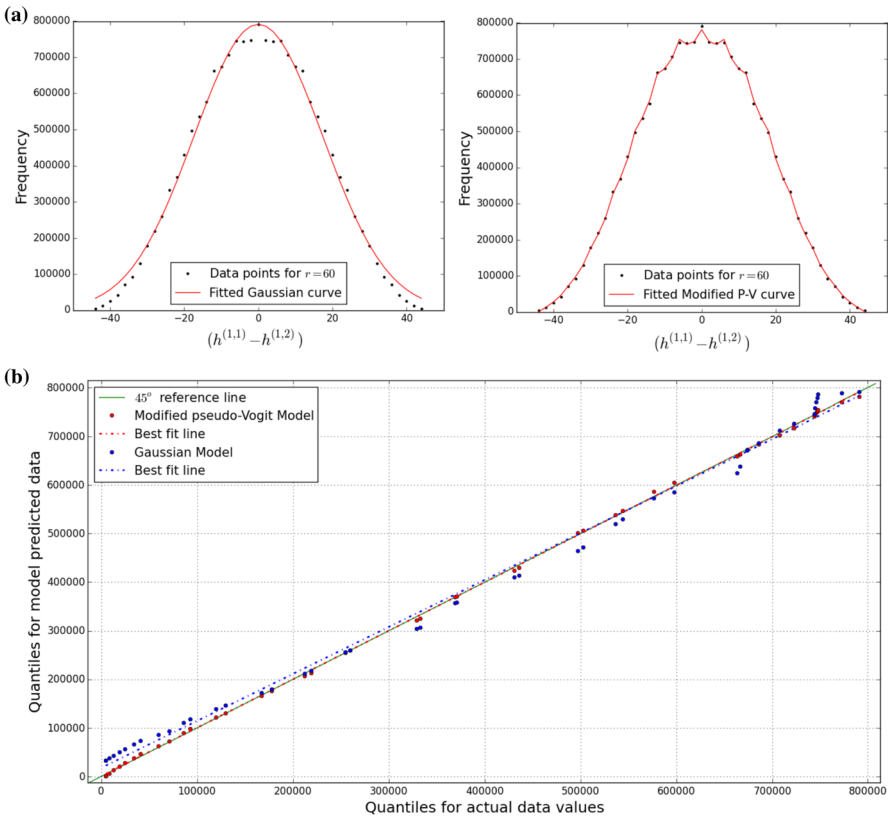 (a)
800000
700000
600000
500000
400000
300000
200000
100000
0
Frequency
−40 −20 0 20 40
(h^(1,1) − h^(1,2))
Data points for r = 60
Fitted Gaussian curve
800000
700000
600000
500000
400000
300000
200000
100000
0
Frequency
−40 −20 0 20 40
(h^(1,1) − h^(1,2))
Data points for r = 60
Fitted Modified P-V curve
(b)
800000
700000
600000
500000
400000
300000
200000
100000
0
Quantiles for model predicted data
45° reference line
Modified pseudo-Vogit Model
Best fit line
Gaussian Model
Best fit line
0 100000 200000 300000 400000 500000 600000 700000 800000
Quantiles for actual data values